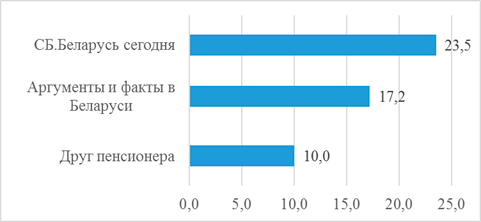 СБ.Беларусь сегодня
23,5
Аргументы и факты в
Беларуси
17,2
Друг пенсионера
10,0
0,0 5,0 10,0 15,0 20,0 25,0